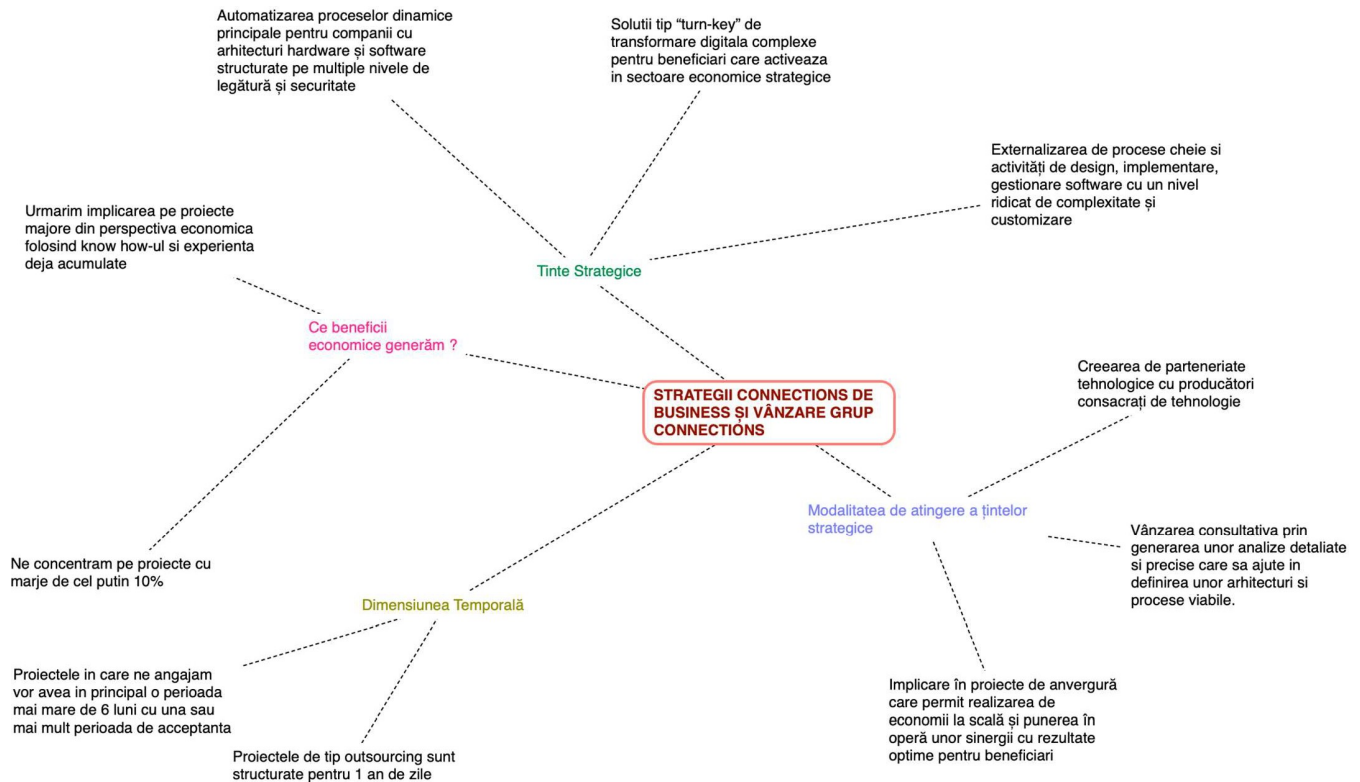 Automatizarea proceselor dinamice
principale pentru companii cu
arhitecturi hardware și software
structurate pe multiple nivele de
legătură și securitate
Solutii tip “turn-key” de
transformare digitala complexe
pentru beneficiari care activeaza
in sectoare economice strategice
Externalizarea de procese cheie si
activități de design, implementare,
gestionare software cu un nivel
ridicat de complexitate și
customizare
Urmarim implicarea pe proiecte
majore din perspectiva economica
folosind know how-ul si experienta
deja acumulate
Tinte Strategice
Ce beneficii
economice generăm ?
STRATEGII CONNECTIONS DE
BUSINESS ȘI VÂNZARE GRUP
CONNECTIONS
Creearea de parteneriate
tehnologice cu producători
consacrați de tehnologie
Modalitatea de atingere a țintelor
strategice
Vânzarea consultativa prin
generarea unor analize detaliate
si precise care sa ajute in
definirea unor arhitecturi si
procese viabile.
Ne concentram pe proiecte cu
marje de cel putin 10%
Dimensiunea Temporală
Proiectele in care ne angajam
vor avea in principal o perioada
mai mare de 6 luni cu una sau
mai mult perioada de acceptanta
Proiectele de tip outsourcing sunt
structurate pentru 1 an de zile
Implicare în proiecte de anvergură
care permit realizarea de
economii la scală și punerea în
operă unor sinergii cu rezultate
optime pentru beneficiari